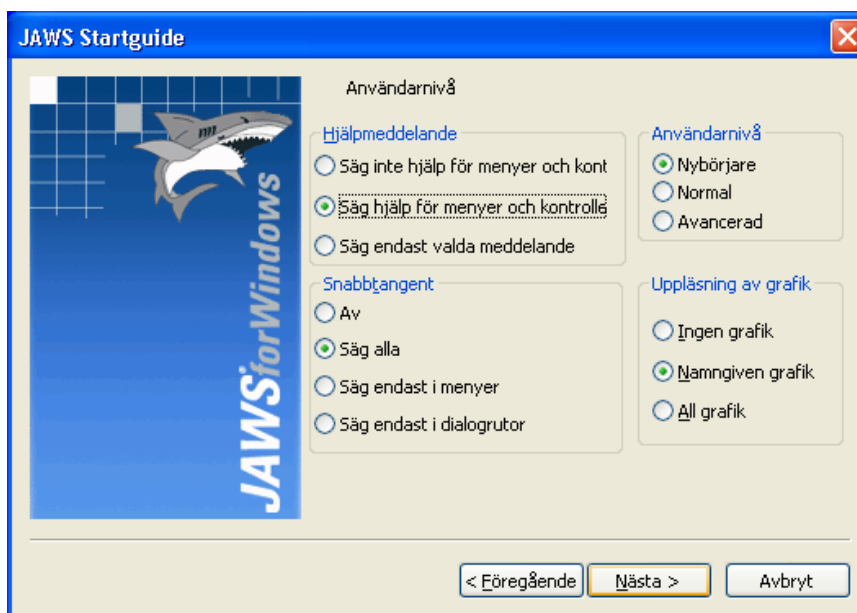 JAWS Startguide
Användarnivå
Hjälpmeddelande
Säg inte hjälp för menyer och kont
Säg hjälp för menyer och kontrolle
Säg endast valda meddelande
Användarnivå
Nybörjare
Normal
Avancerad
Snabbtangent
Av
Säg alla
Säg endast i menyer
Säg endast i dialogrutor
Uppläsning av grafik
Ingen grafik
Namngiven grafik
All grafik
JAWS® for Windows
< Föregående
Nästa >
Avbryt